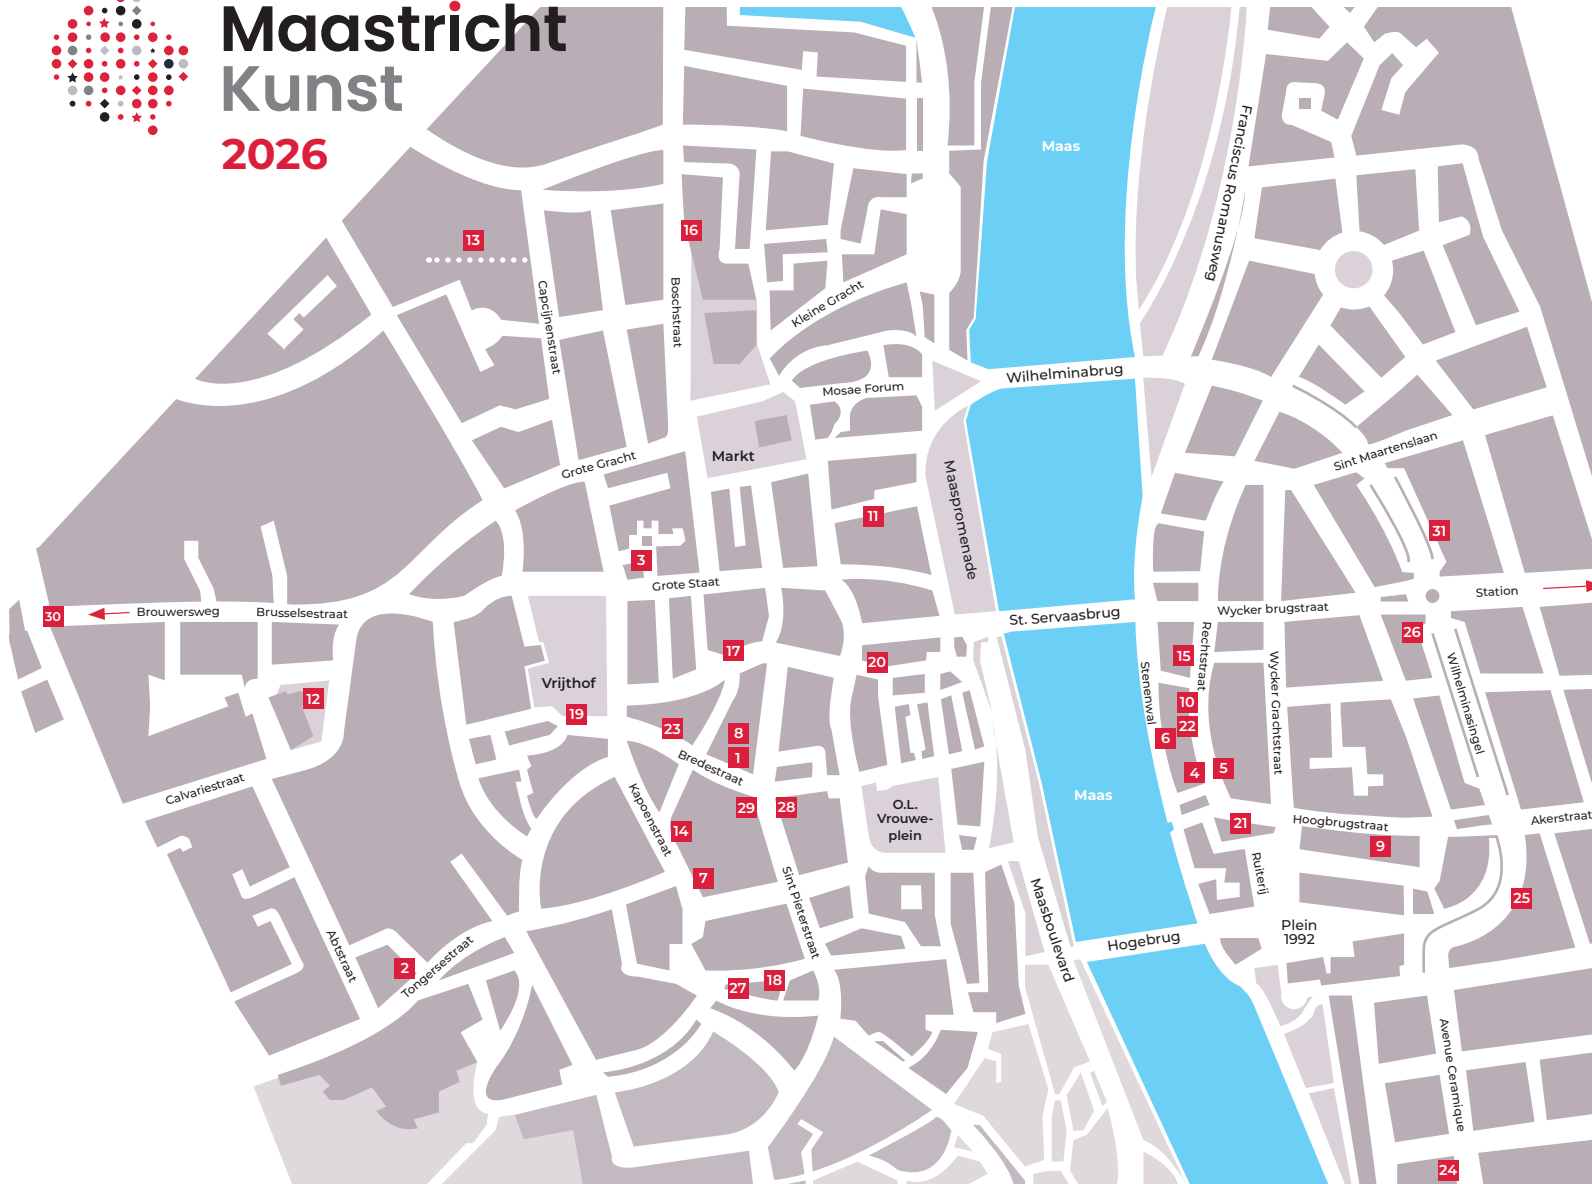 Maastricht
Kunst
2026
Maas
Franciscus Romanusweg
13
16
Capcijnenstraat
Boschstraat
Kleine Gracht
Wilhelminabrug
Mosae Forum
Markt
Grote Gracht
Sint Maartenslaan
Maaspromenade
11
31
3
Grote Staat
Station
30
Brouwersweg
Brusselsestraat
St. Servaasbrug
Wycker brugstraat
26
17
20
15
Rechtstraat
Stenenwal
Wycker Grachtstraat
Wilhelminasingel
Vrijthof
12
19
10
22
23
8
6
1
Bredestraat
4
5
Calvariestraat
Kapoenstraat
Maas
29
28
O.L.
Vrouwe-
plein
14
21
Hoogbrugstraat
Akerstraat
9
7
Sint Pieterstraat
Ruiterij
25
Maasboulevard
Plein
1992
Hogebrug
Abtstraat
2
Tongersestraat
27
18
Avenue Ceramique
24